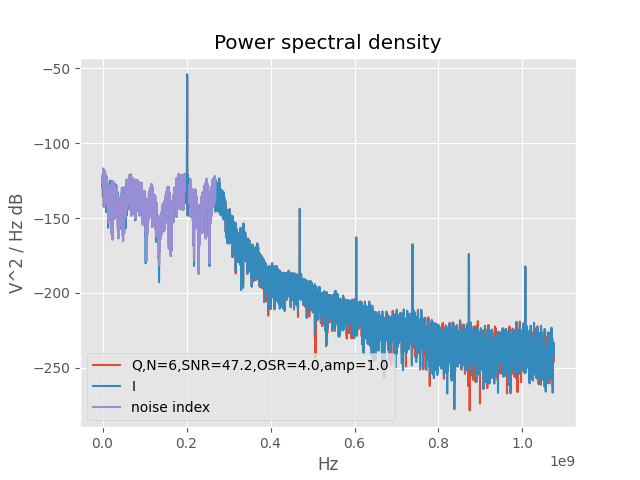 Power spectral density
V^2 / Hz dB
−50
−100
−150
−200
−250
Q,N=6,SNR=47.2,OSR=4.0,amp=1.0
I
noise index
0.0 0.2 0.4 0.6 0.8 1.0
1e9
Hz